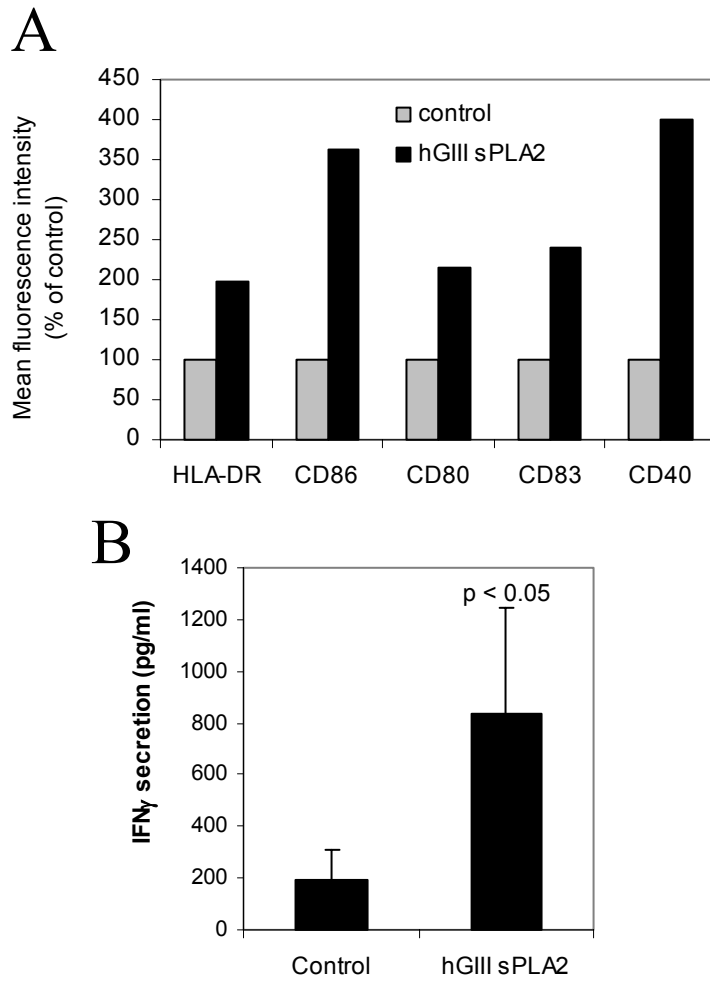 A
Mean fluorescence intensity
(% of control)
450
400
350
300
250
200
150
100
50
0
control
hGIII sPLA2
HLA-DR CD86 CD80 CD83 CD40
B
IFNγ secretion (pg/ml)
1400
1200
1000
800
600
400
200
0
p < 0.05
Control hGIII sPLA2